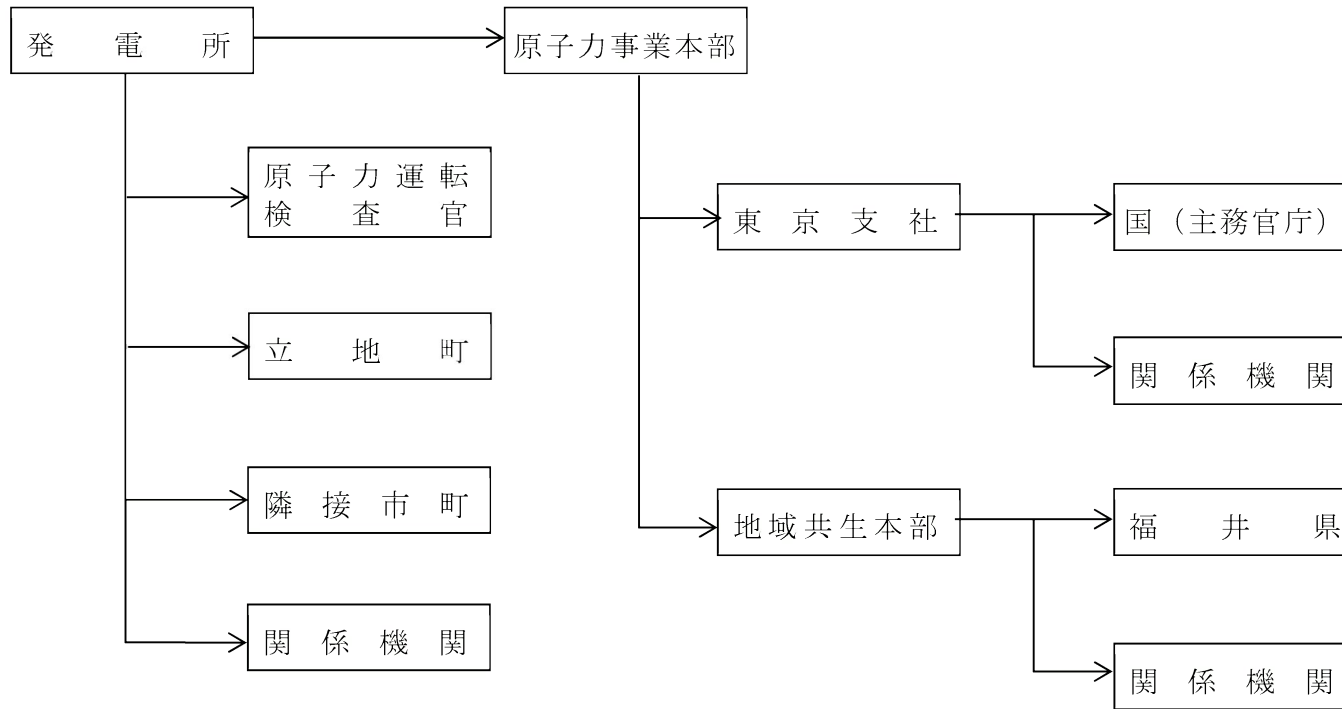 発電所
原子力事業本部
原子力運転
検査官
立地町
隣接市町
関係機関
東京支社
国（主務官庁）
関係機関
地域共生本部
福井県
関係機関